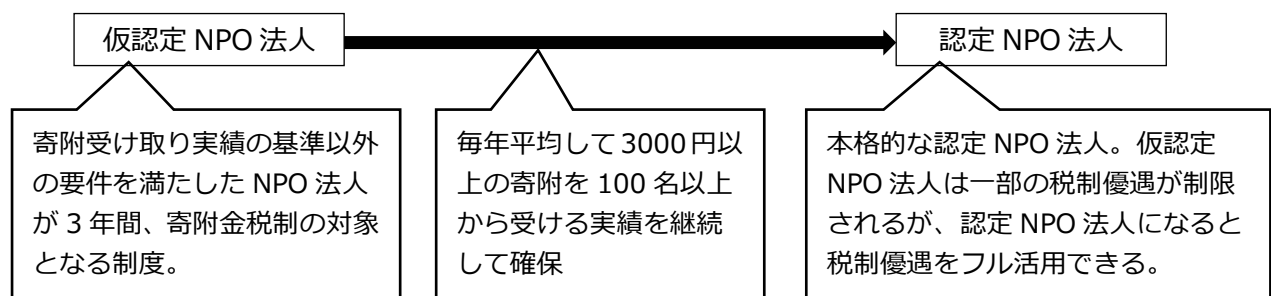 仮認定 NPO 法人
認定 NPO 法人
寄附受け取り実績の基準以外
の要件を満たした NPO 法人
が 3 年間、寄附金税制の対象
となる制度。
毎年平均して 3000 円以
上の寄附を 100 名以上
から受ける実績を継続
して確保
本格的な認定 NPO 法人。仮認定
NPO 法人は一部の税制優遇が制限
されるが、認定 NPO 法人になると
税制優遇をフル活用できる。